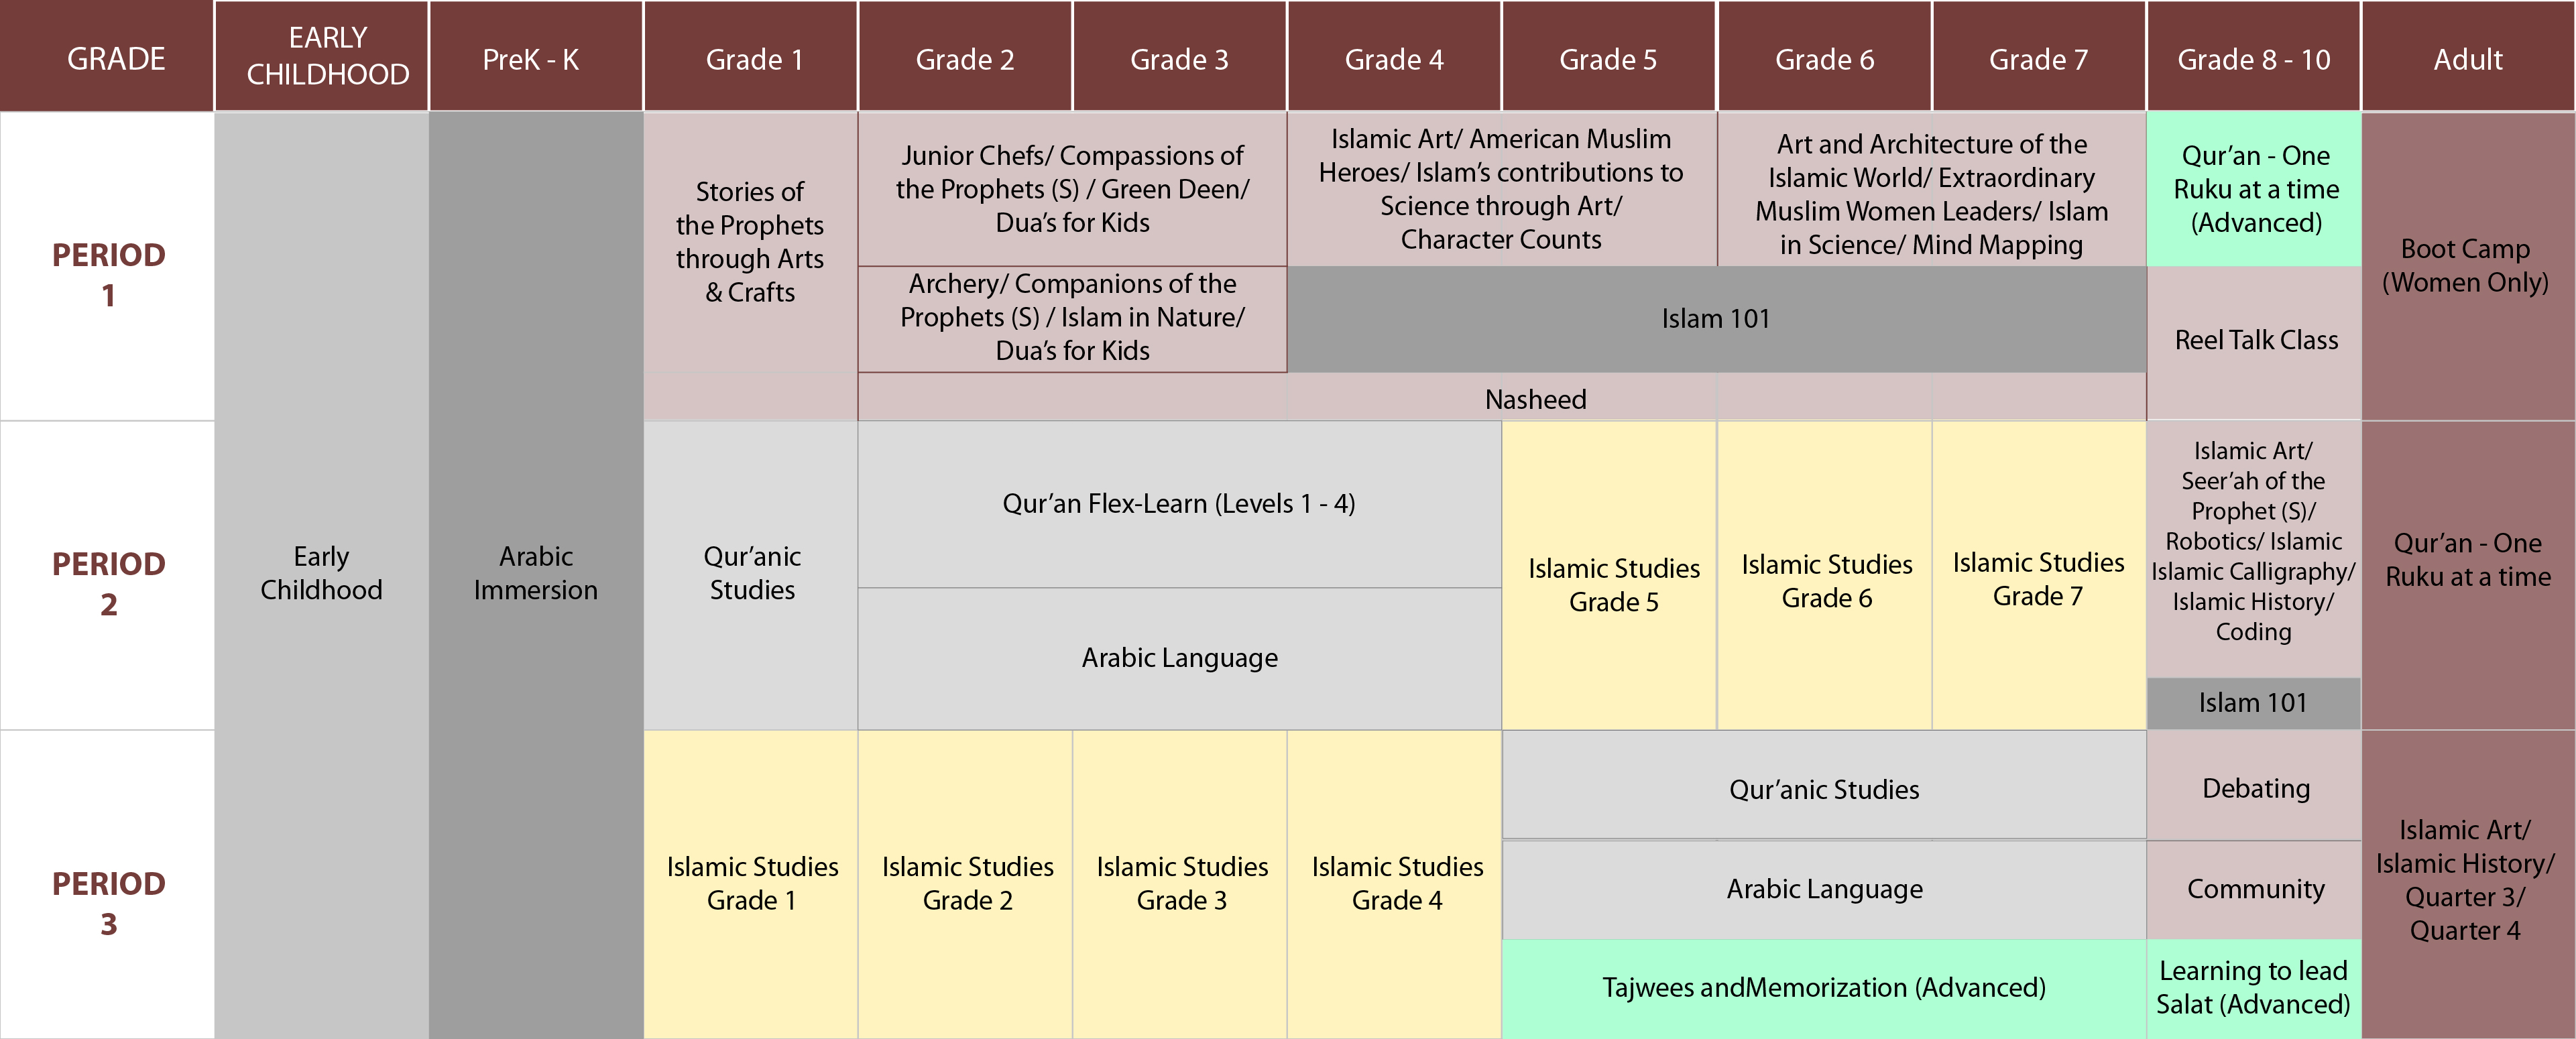 GRADE
EARLY
CHILDHOOD
PreK - K
Grade 1
Grade 2
Grade 3
Grade 4
Grade 5
Grade 6
Grade 7
Grade 8 - 10
Adult
PERIOD
1
Stories of
the Prophets
through Arts
& Crafts
Junior Chefs/ Compassions of
the Prophets (S) / Green Deen/
Dua's for Kids
Archery/ Companions of the
Prophets (S) / Islam in Nature/
Dua's for Kids
Islamic Art/ American Muslim
Heroes/ Islam's contributions to
Science through Art/
Character Counts
Art and Architecture of the
Islamic World/ Extraordinary
Muslim Women Leaders/ Islam
in Science/ Mind Mapping
Islam 101
Nasheed
Qur'an - One
Ruku at a time
(Advanced)
Reel Talk Class
Boot Camp
(Women Only)
PERIOD
2
Early
Childhood
Arabic
Immersion
Qur'anic
Studies
Qur'an Flex-Learn (Levels 1 - 4)
Arabic Language
Islamic Studies
Grade 5
Islamic Studies
Grade 6
Islamic Studies
Grade 7
Islamic Art/
Seer'ah of the
Prophet (S)/
Robotics/ Islamic
Islamic Calligraphy/
Islamic History/
Coding
Islam 101
Qur'an - One
Ruku at a time
PERIOD
3
Islamic Studies
Grade 1
Islamic Studies
Grade 2
Islamic Studies
Grade 3
Islamic Studies
Grade 4
Qur'anic Studies
Arabic Language
Tajwees andMemorization (Advanced)
Debating
Community
Learning to lead
Salat (Advanced)
Islamic Art/
Islamic History/
Quarter 3/
Quarter 4